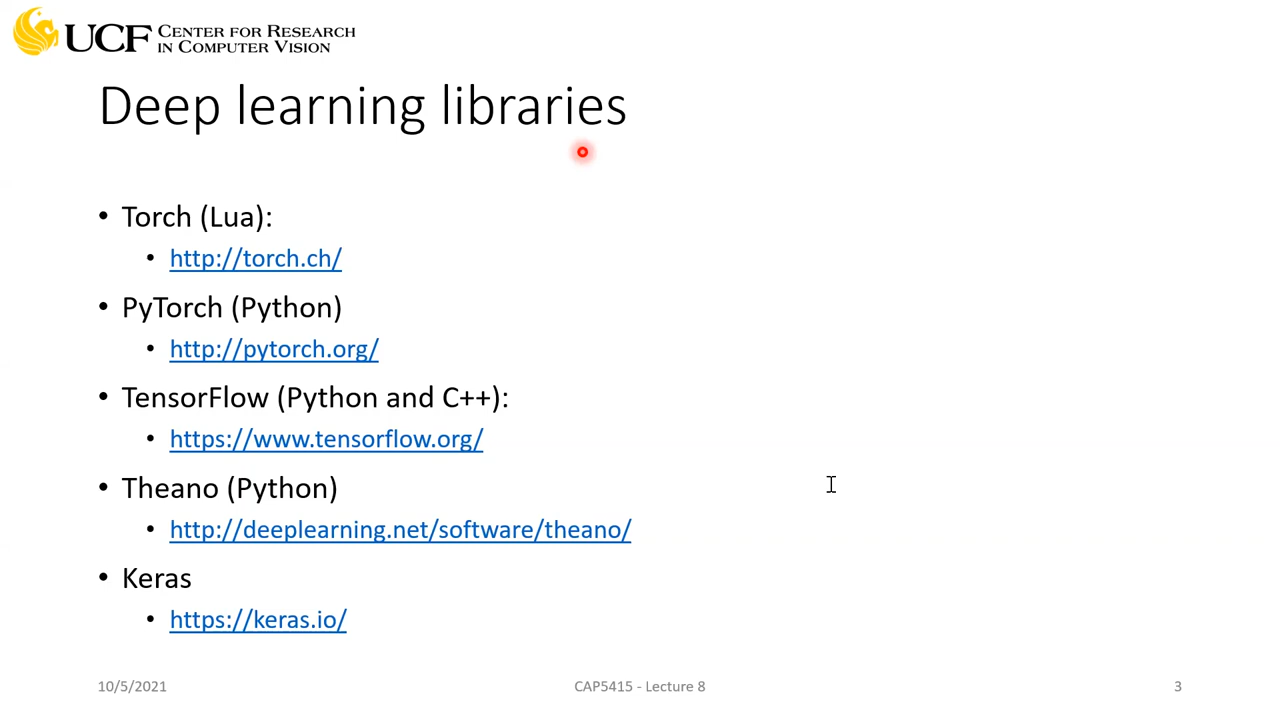 UCF CENTER FOR RESEARCH
IN COMPUTER VISION
Deep learning libraries
• Torch (Lua):
• http://torch.ch/
• PyTorch (Python)
• http://pytorch.org/
• TensorFlow (Python and C++):
• https://www.tensorflow.org/
• Theano (Python)
• http://deeplearning.net/software/theano/
• Keras
• https://keras.io/
10/5/2021
CAP5415 - Lecture 8
3